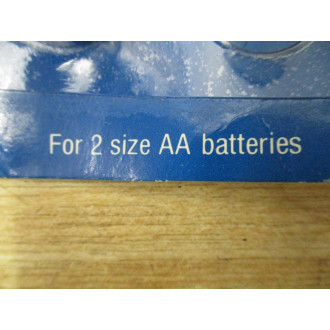 For 2 size AA batteries